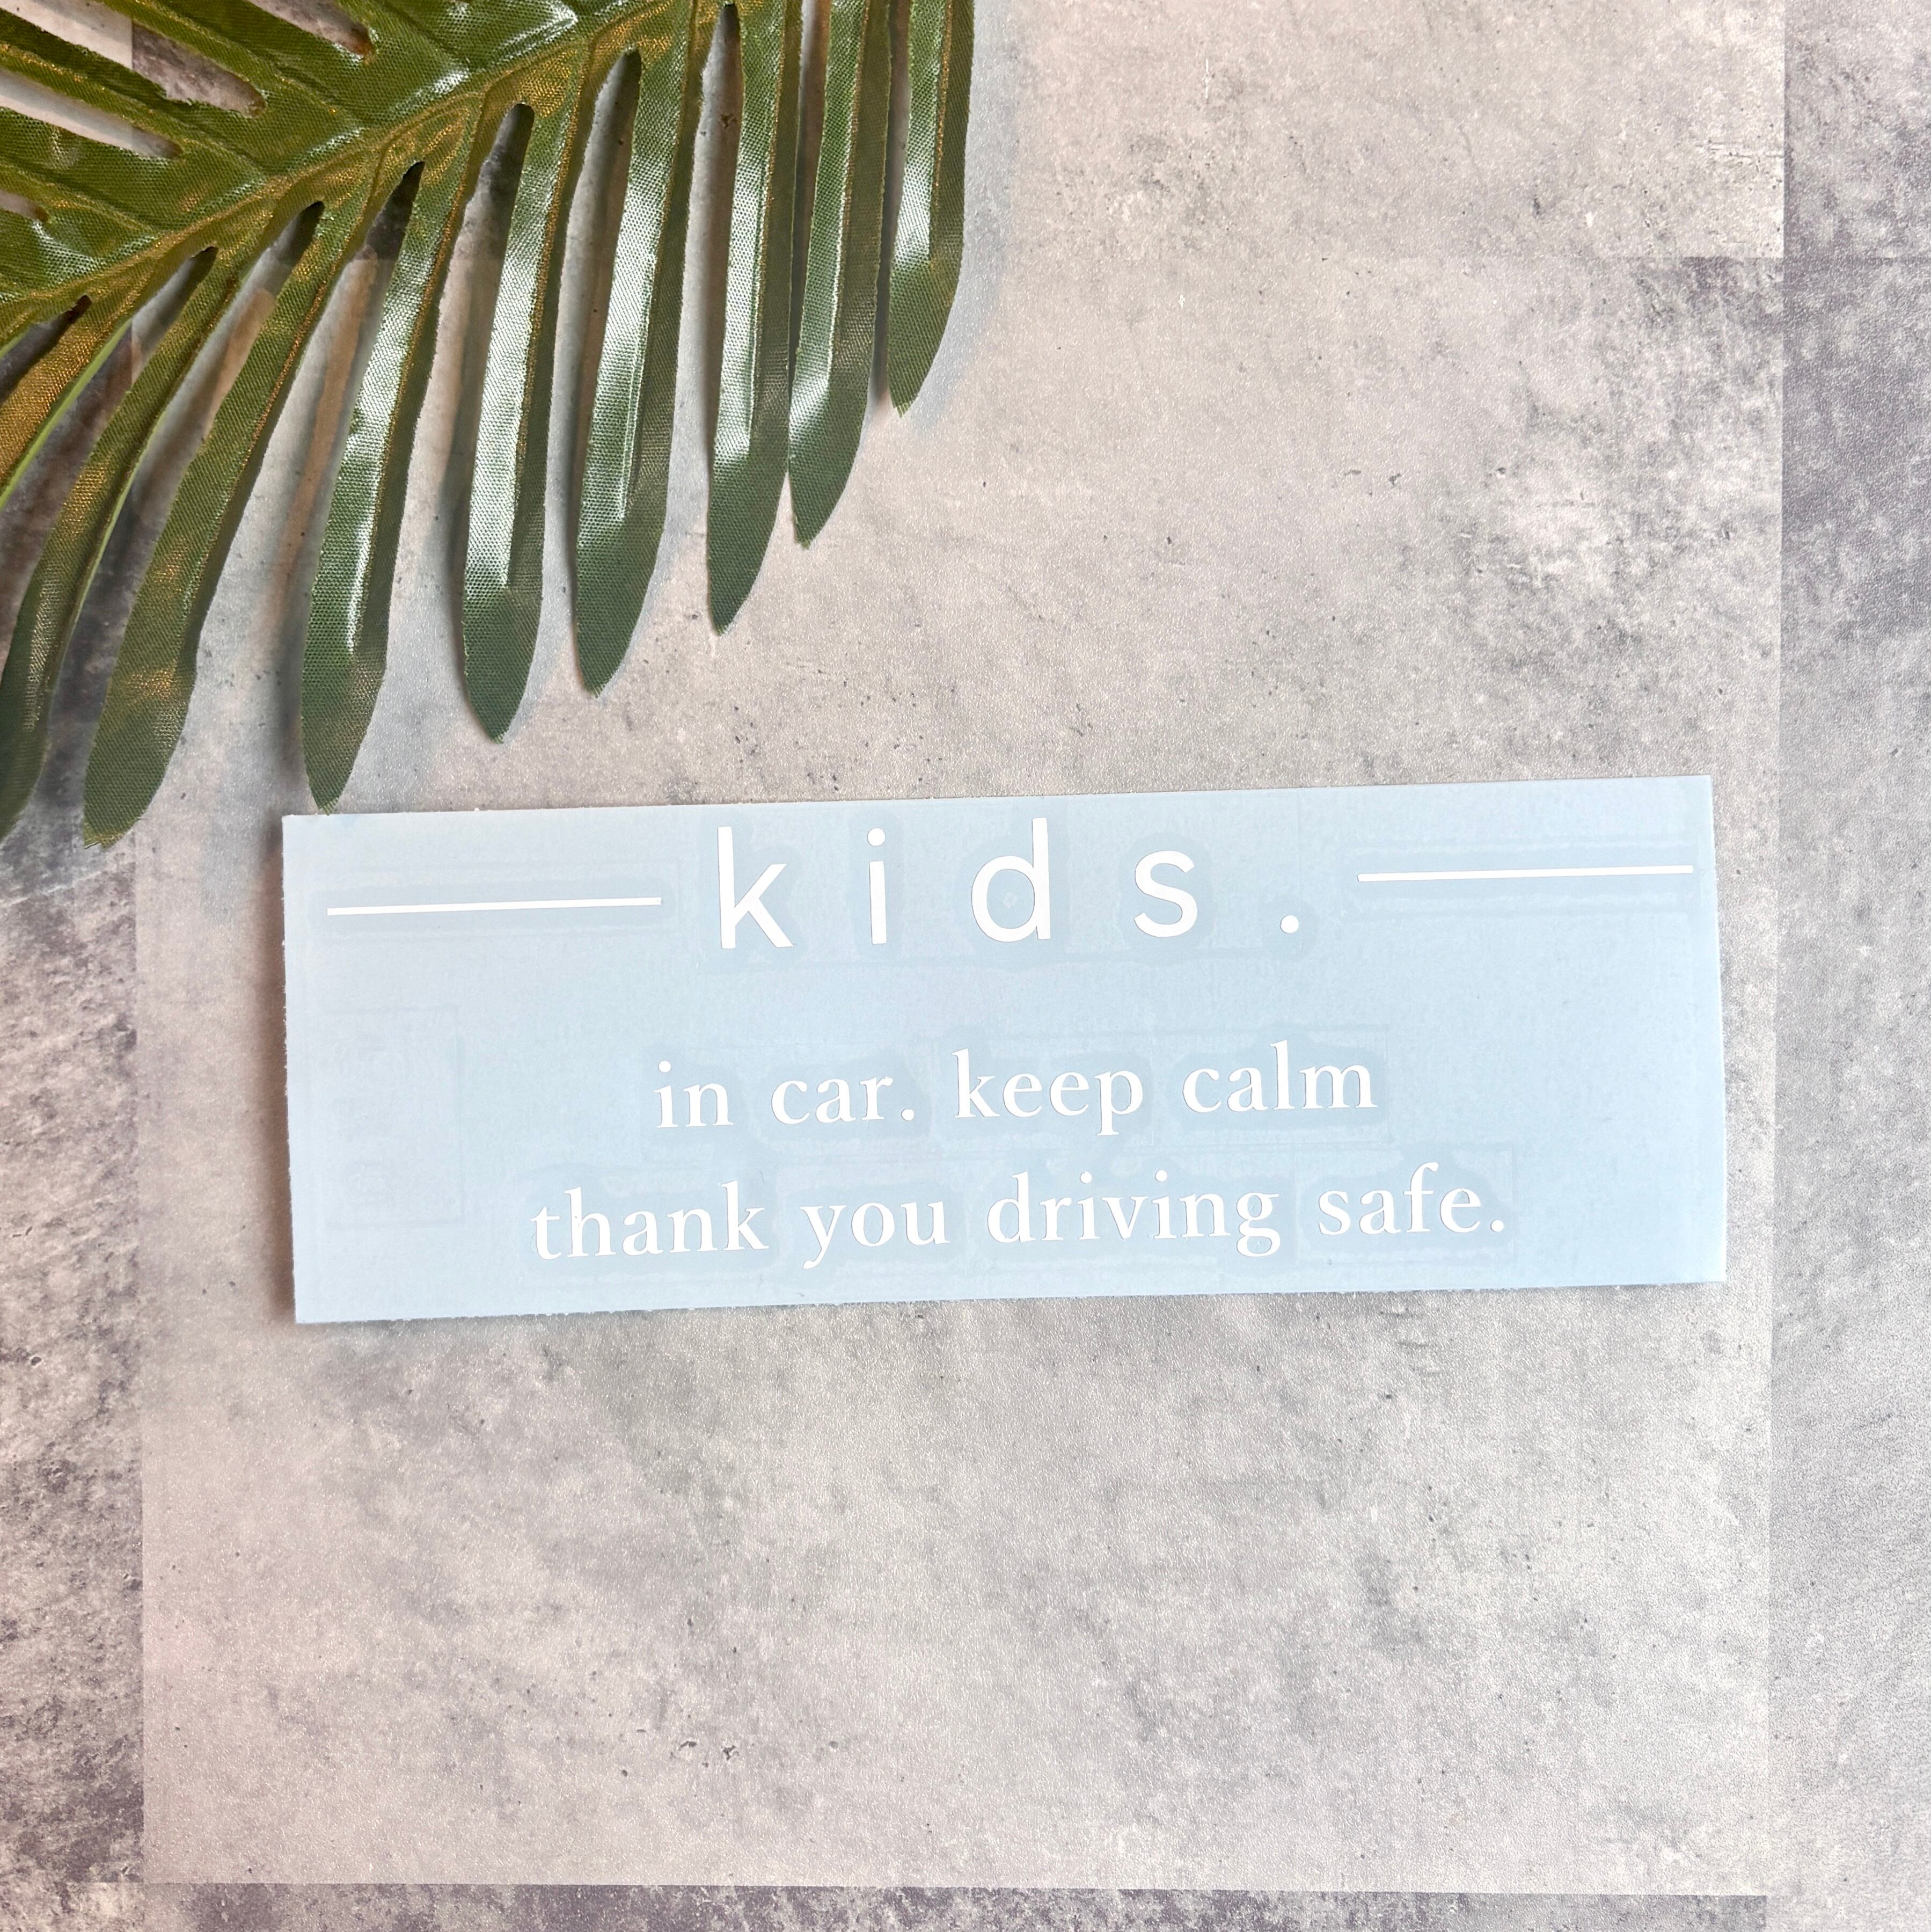 kids.
in car. keep calm
thank you driving safe.